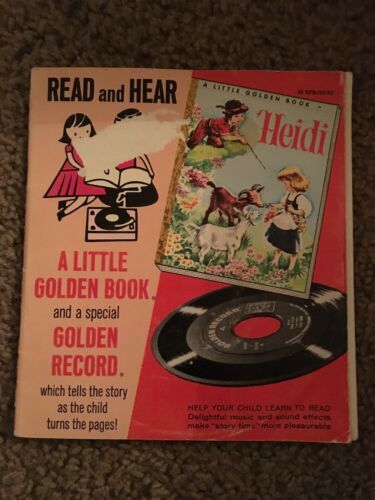 READ and HEAR
A LITTLE GOLDEN BOOK
Heidi
A LITTLE
GOLDEN BOOK®
and a special
GOLDEN
RECORD®
which tells the story
as the child
turns the pages!
HELP YOUR CHILD LEARN TO READ
Delightful music and sound effects
make "story time" more pleasurable